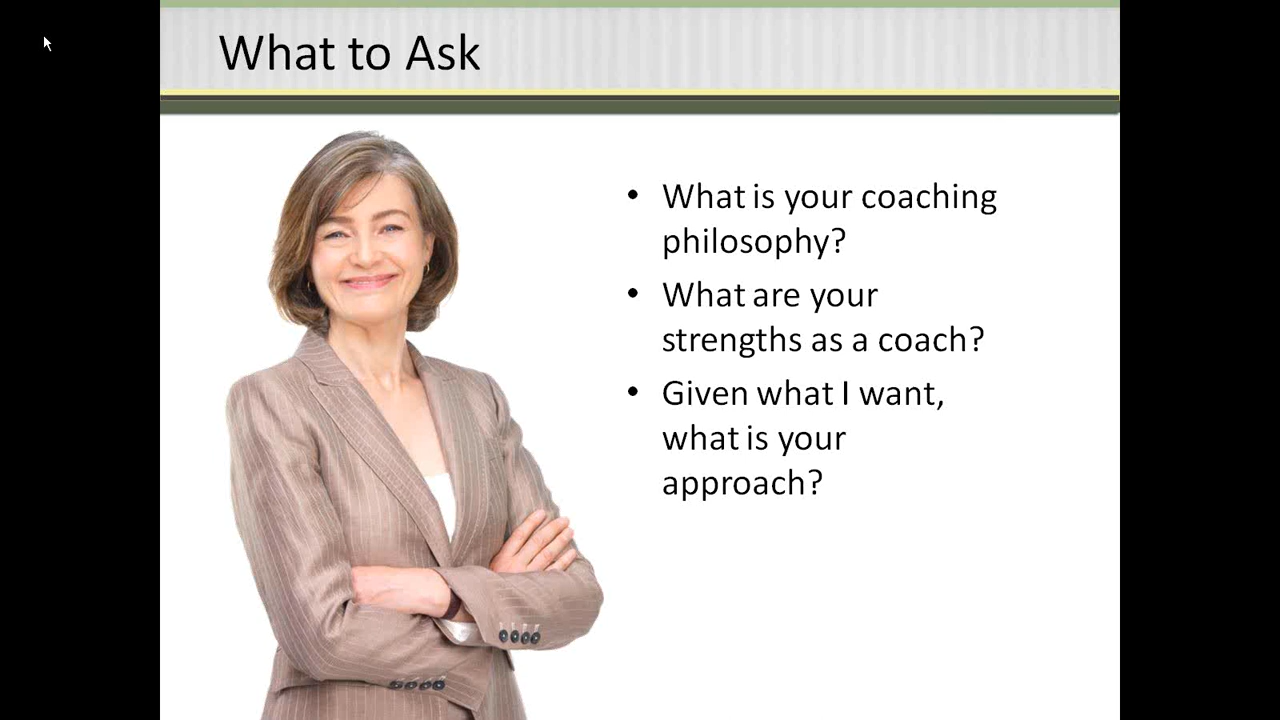 What to Ask
• What is your coaching
philosophy?
• What are your
strengths as a coach?
• Given what I want,
what is your
approach?